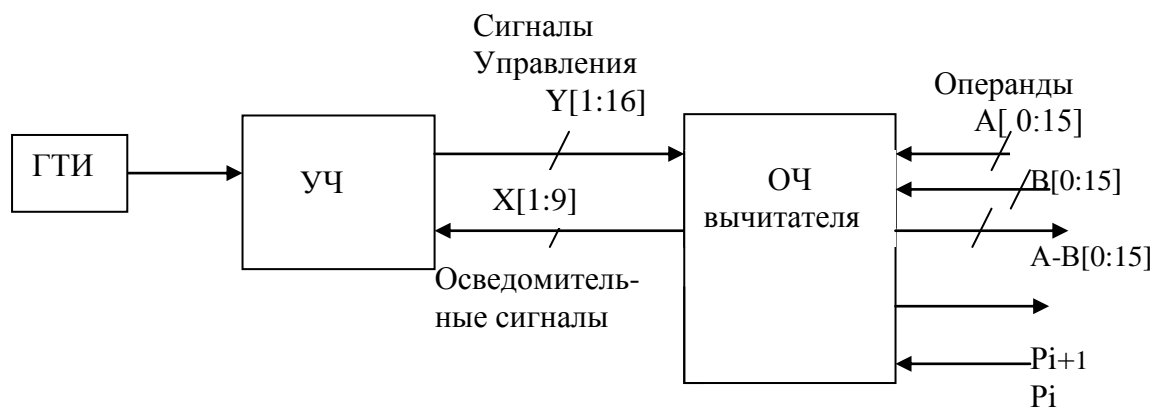 Сигналы
Управления
Y[1:16]
Операнды
A[ 0:15]
ГТИ
УЧ
ОЧ
вычитателя
B[0:15]
X[1:9]
A-B[0:15]
Осведомитель-
ные сигналы
Pi+1
Pi